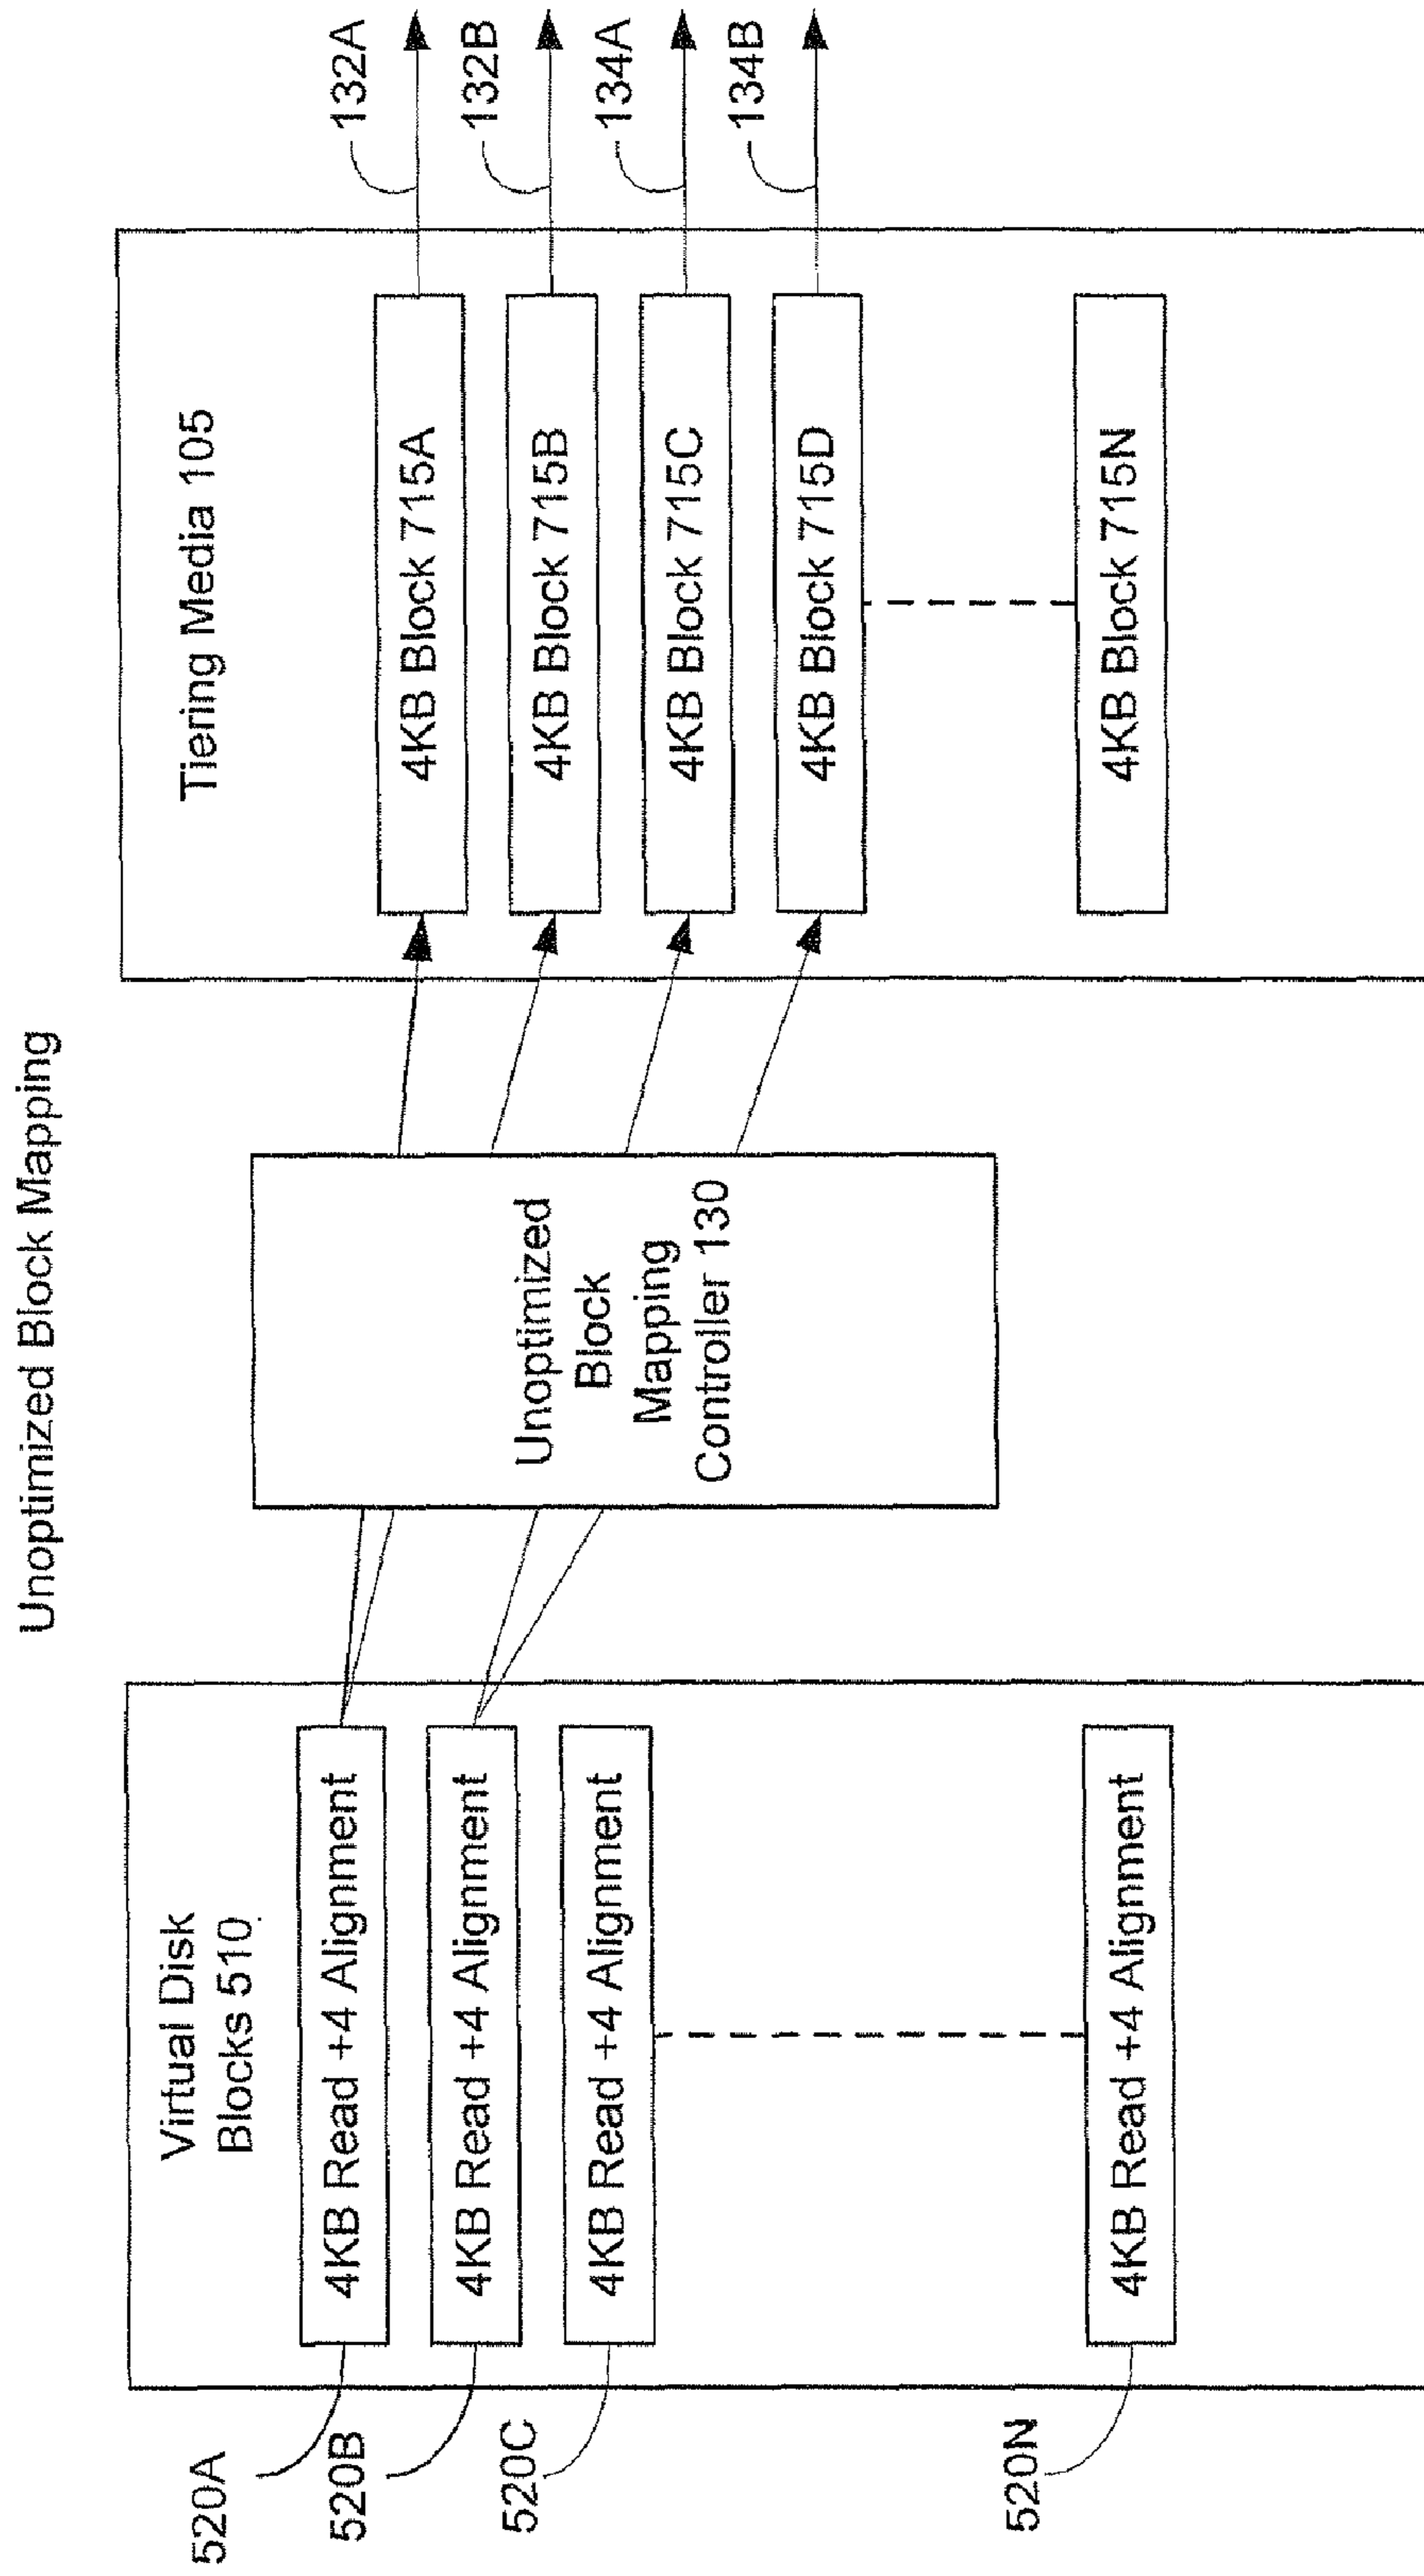 Unoptimized Block Mapping
Virtual Disk
Blocks 510
520A
4KB Read +4 Alignment
520B
4KB Read +4 Alignment
520C
4KB Read +4 Alignment
520N
4KB Read +4 Alignment
Unoptimized
Block
Mapping
Controller 130
Tiering Media 105
4KB Block 715A
4KB Block 715B
4KB Block 715C
4KB Block 715D
4KB Block 715N
132A
132B
134A
134B